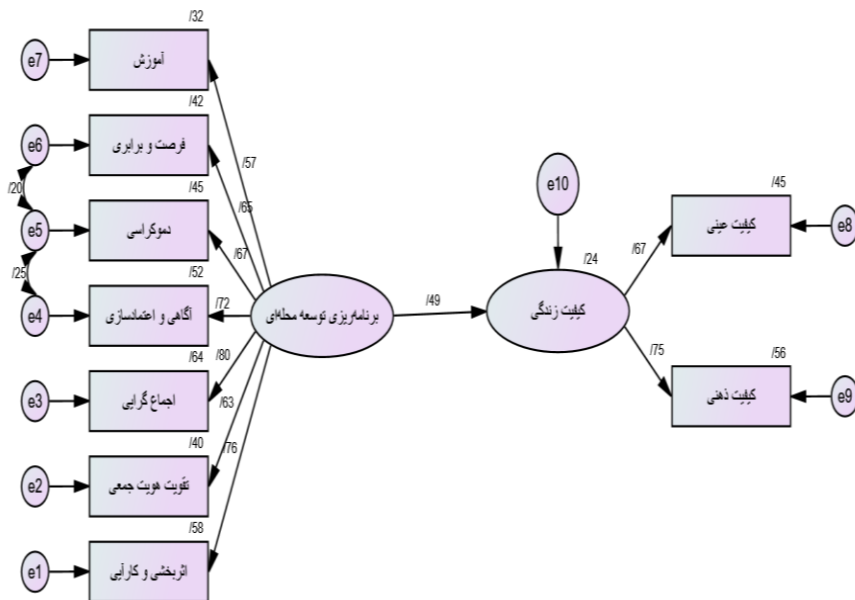 /32
e7
آموزش
/42
e6
فرصت و برابری
/57
/20
/45
/65
e5
دموکراسی
/67
/25
/52
e4
آگاهی و اعتمادسازی
/72
برنامه‌ریزی توسعه محله‌ای
/49
e10
/24
کیفیت زندگی
/45
/67
کیفیت عینی
e8
/75
/56
کیفیت ذهنی
e9
/64
/80
e3
اجماع گرایی
/63
/40
/76
e2
تقویت هویت جمعی
/58
e1
اثربخشی و کارآیی